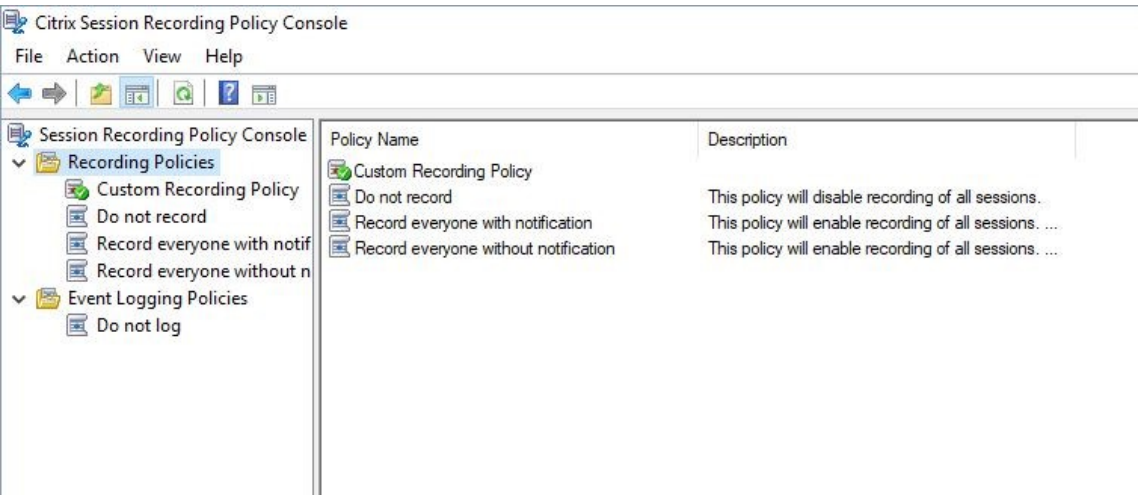 Citrix Session Recording Policy Console
File Action View Help
Session Recording Policy Console
Recording Policies
Custom Recording Policy
Do not record
Record everyone with notif
Record everyone without n
Event Logging Policies
Do not log
Policy Name Description
Custom Recording Policy
Do not record This policy will disable recording of all sessions.
Record everyone with notification This policy will enable recording of all sessions. ...
Record everyone without notification This policy will enable recording of all sessions. ...